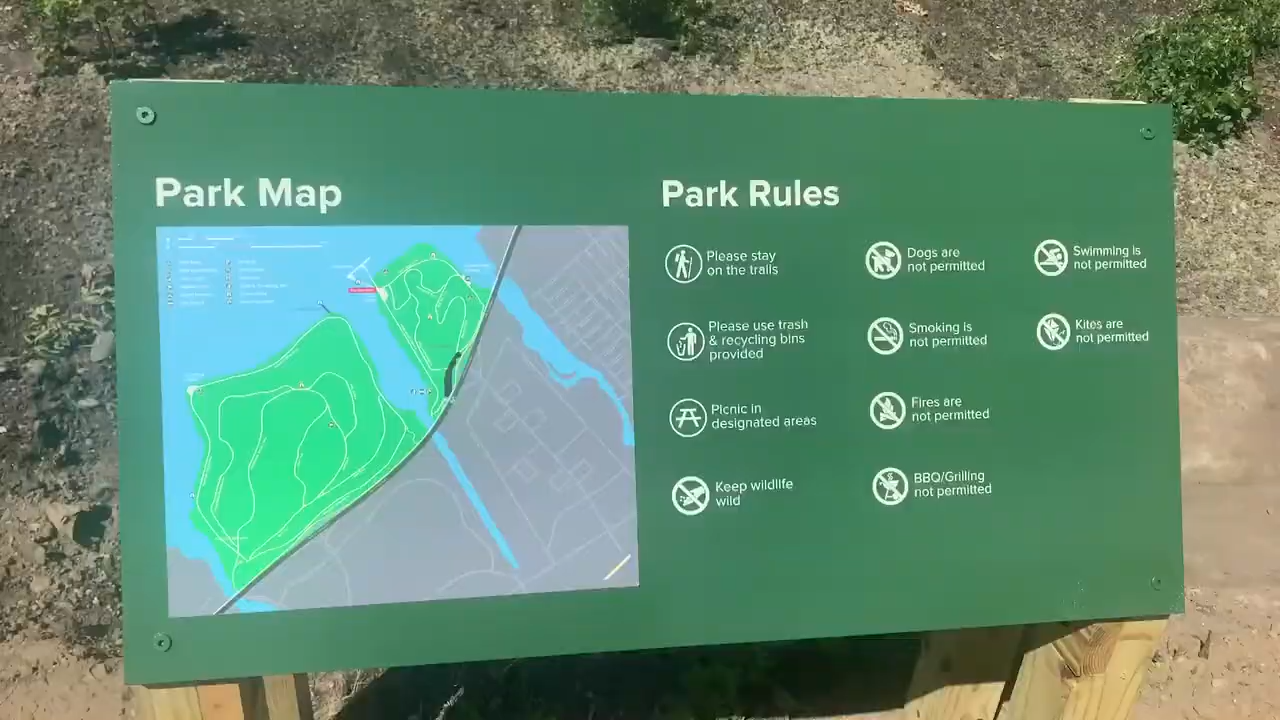 Park Map
Park Rules
Please stay
on the trails
Please use trash
& recycling bins
provided
Picnic in
designated areas
Keep wildlife
wild
Dogs are
not permitted
Smoking is
not permitted
Fires are
not permitted
BBQ/Grilling
not permitted
Swimming is
not permitted
Kites are
not permitted